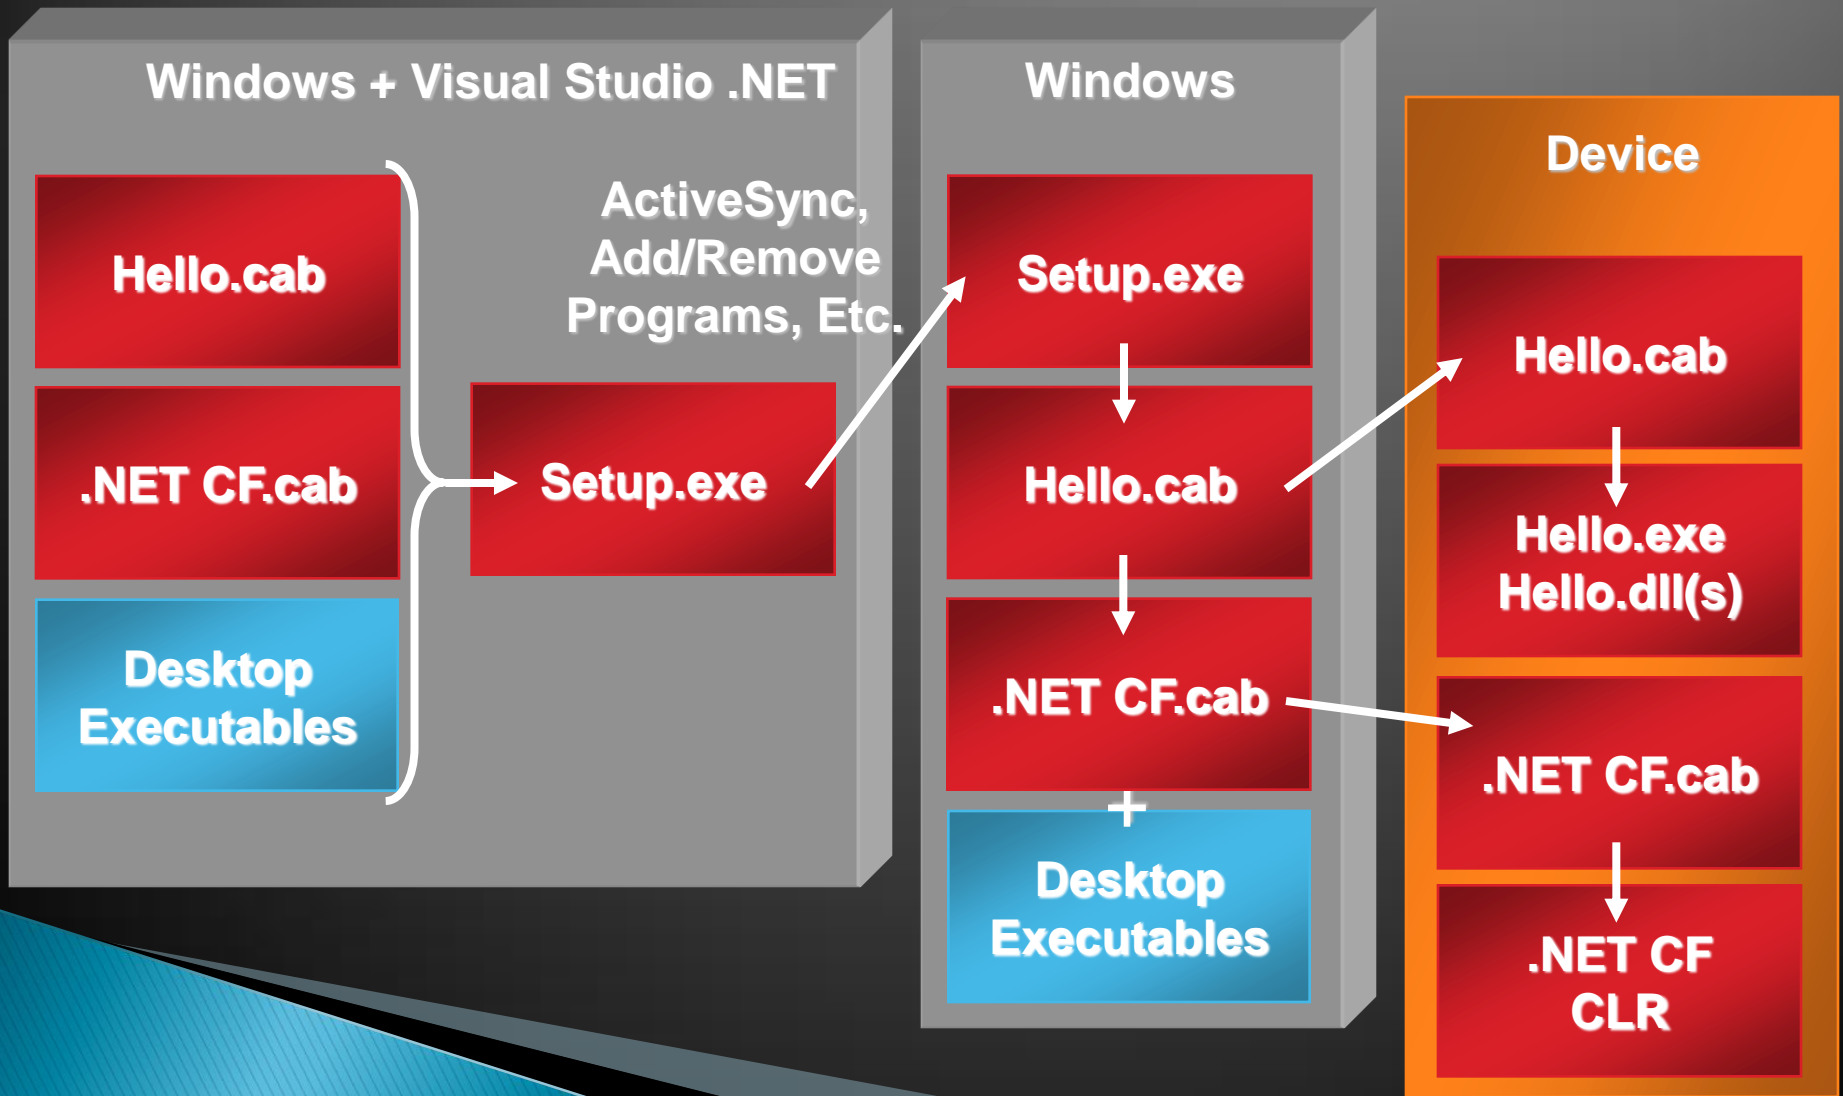 Windows + Visual Studio .NET
Hello.cab
.NET CF.cab
Desktop
Executables
ActiveSync,
Add/Remove
Programs, Etc.
Setup.exe
Windows
Setup.exe
Hello.cab
.NET CF.cab
+
Desktop
Executables
Device
Hello.cab
Hello.exe
Hello.dll(s)
.NET CF.cab
.NET CF
CLR